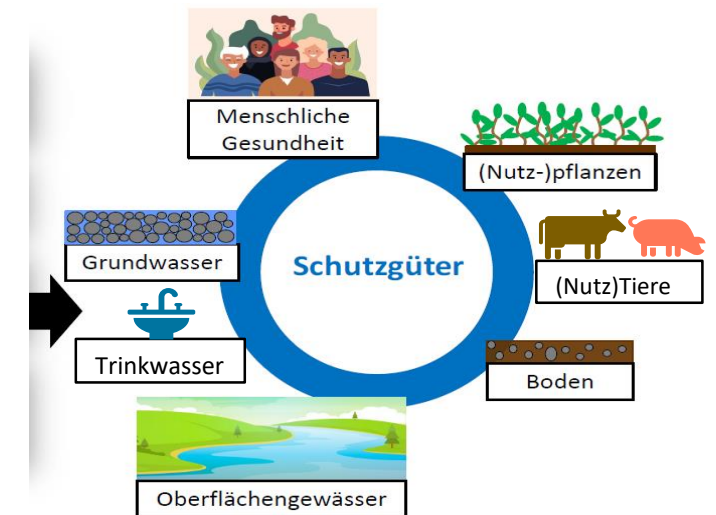 Menschliche
Gesundheit
(Nutz-)pflanzen
Grundwasser
Schutzgüter
(Nutz)Tiere
Trinkwasser
Boden
Oberflächengewässer